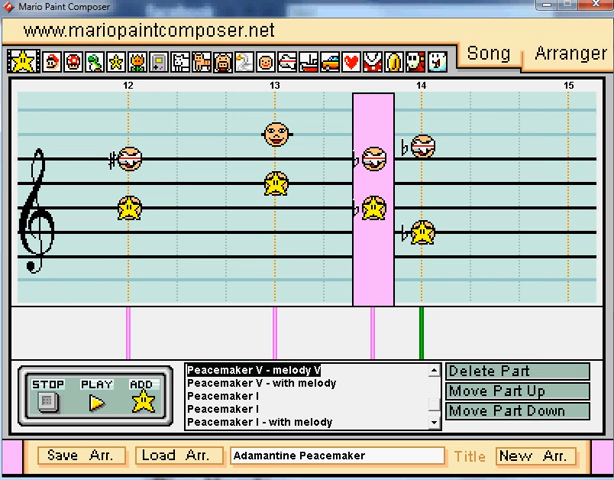 Mario Paint Composer
www.mariopaintcomposer.net
Song
Arranger
12 13 14 15
STOP PLAY ADD
Peacemaker V - melody V
Peacemaker V - with melody
Peacemaker I
Peacemaker I
Peacemaker I - with melody
Delete Part
Move Part Up
Move Part Down
Save Arr.
Load Arr.
Adamantine Peacemaker
Title
New Arr.